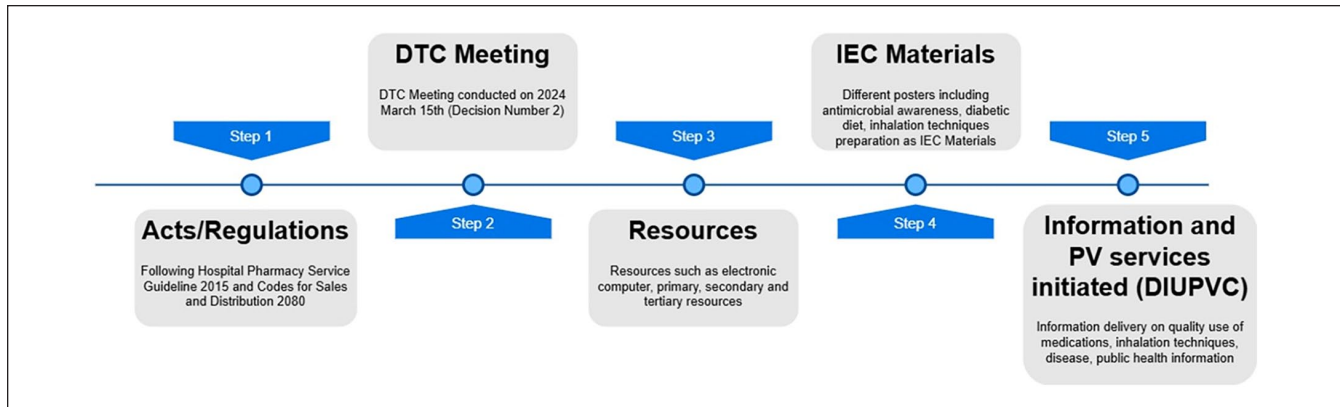 Step 1
Acts/Regulations
Following Hospital Pharmacy Service
Guideline 2015 and Codes for Sales
and Distribution 2080
DTC Meeting
DTC Meeting conducted on 2024
March 15th (Decision Number 2)
Step 2
Step 3
Resources
Resources such as electronic
computer, primary, secondary and
tertiary resources
IEC Materials
Different posters including
antimicrobial awareness, diabetic
diet, inhalation techniques
preparation as IEC Materials
Step 4
Step 5
Information and
PV services
initiated (DIUPVC)
Information delivery on quality use of
medications, inhalation techniques,
disease, public health information